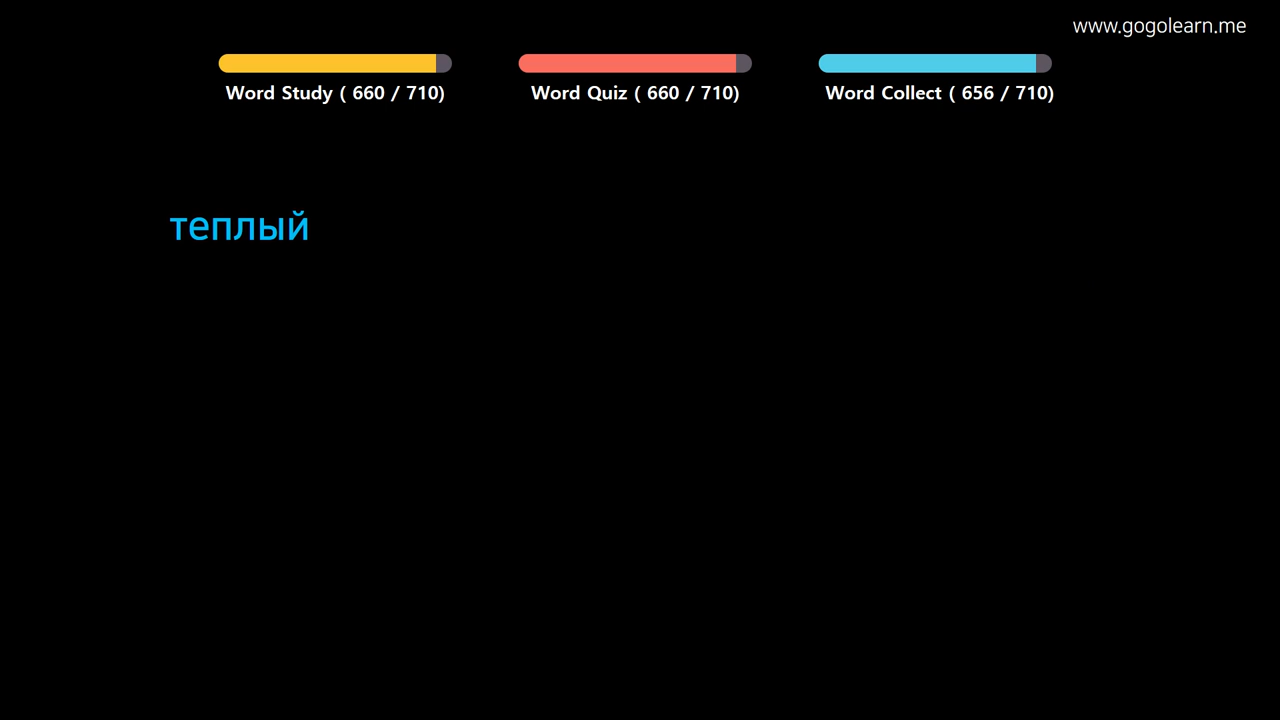 www.gogolearn.me
Word Study ( 660 / 710)
Word Quiz ( 660 / 710)
Word Collect ( 656 / 710)
теплый